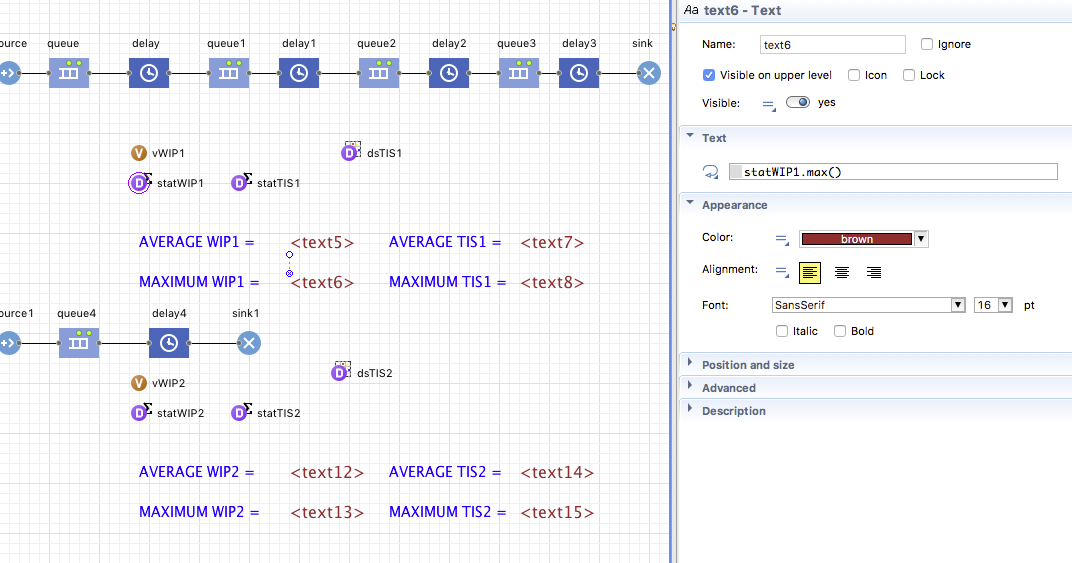 ource queue delay queue1 delay1 queue2 delay2 queue3 delay3 sink
V vWIP1 D dsTIS1
D Σ statWIP1 D Σ statTIS1
AVERAGE WIP1 = <text5> AVERAGE TIS1 = <text7>
MAXIMUM WIP1 = <text6> MAXIMUM TIS1 = <text8>
ource1 queue4 delay4 sink1
D dsTIS2
V vWIP2
D Σ statWIP2 D Σ statTIS2
AVERAGE WIP2 = <text12> AVERAGE TIS2 = <text14>
MAXIMUM WIP2 = <text13> MAXIMUM TIS2 = <text15>
Aa text6 - Text
Name: text6 Ignore
Visible on upper level Icon Lock
Visible: yes
Text
statWIP1.max()
Appearance
Color: brown
Alignment:
Font: SansSerif 16 pt
Italic Bold
Position and size
Advanced
Description